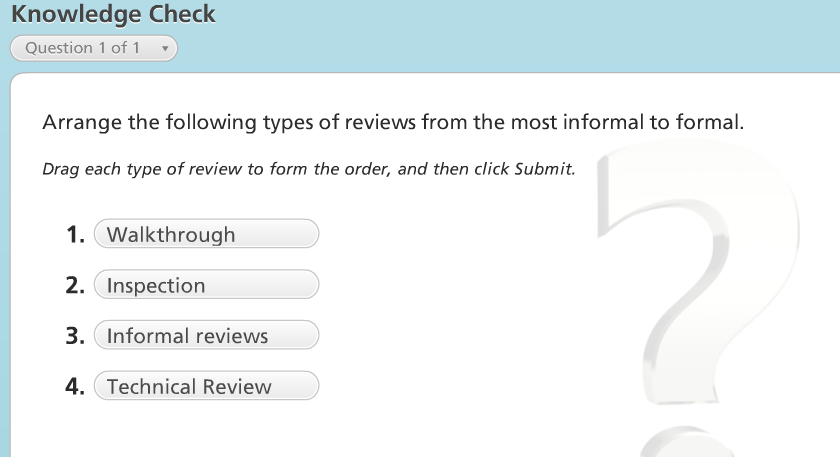 Knowledge Check
Question 1 of 1
Arrange the following types of reviews from the most informal to formal.
Drag each type of review to form the order, and then click Submit.
1. Walkthrough
2. Inspection
3. Informal reviews
4. Technical Review